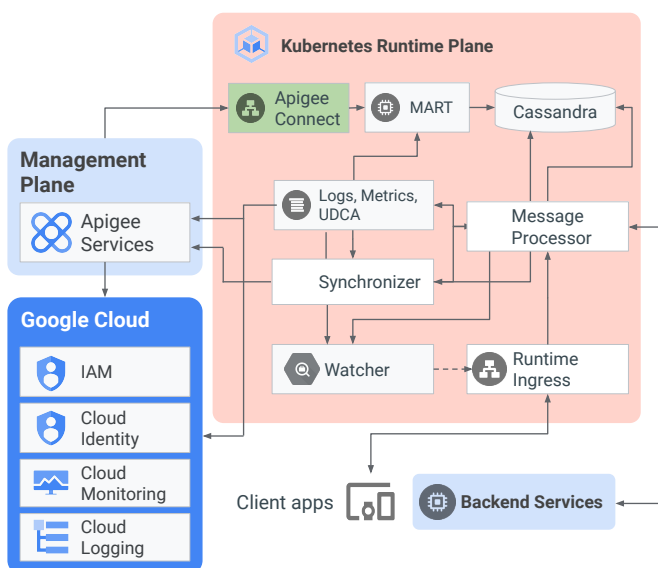 Kubernetes Runtime Plane
Apigee
Connect
MART
Cassandra
Management
Plane
Apigee
Services
Logs, Metrics,
UDCA
Message
Processor
Synchronizer
Google Cloud
IAM
Cloud
Identity
Cloud
Monitoring
Cloud
Logging
Watcher
Runtime
Ingress
Client apps
Backend Services